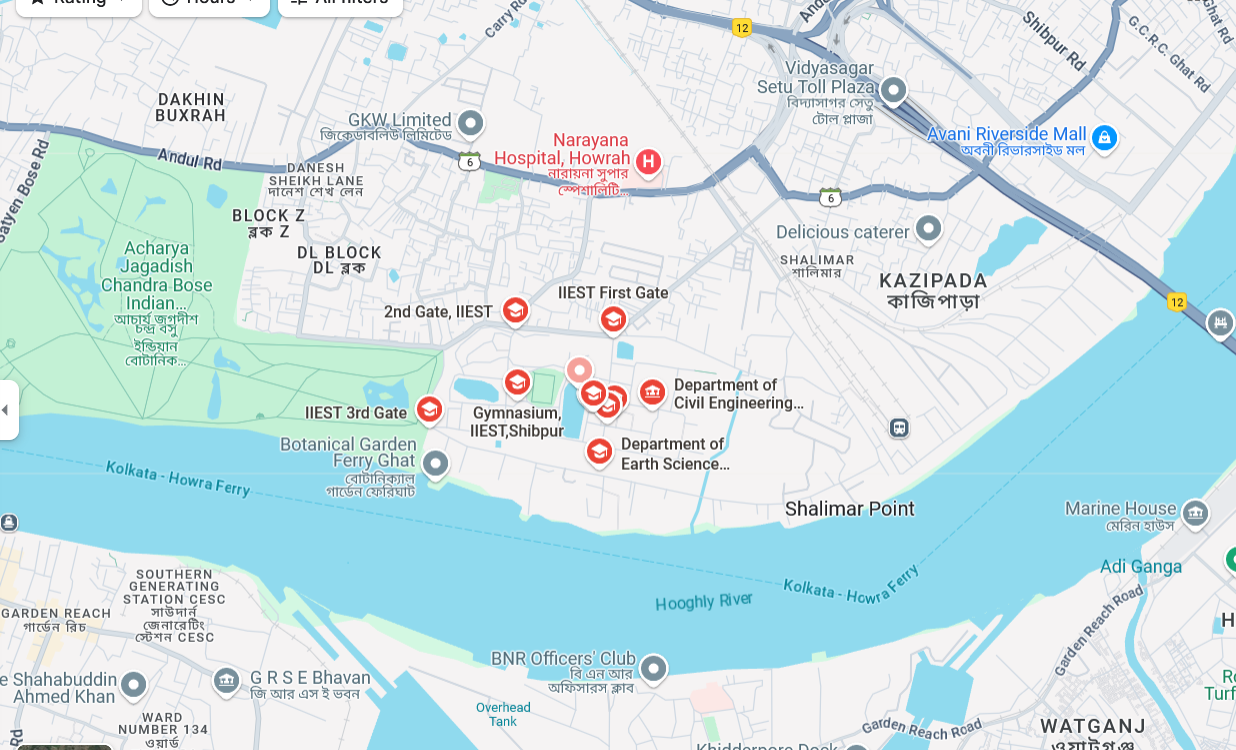 Rating
Hours
All filters
Carry Rd
12
Shibpur Rd
G.C.R.C. Ghat Rd
Ghat Rd
Vidyasagar
Setu Toll Plaza
বিদ্যাসাগর সেতু
টোল প্লাজা
DAKHIN
BUXRAH
GKW Limited
জিকেডাবলিউ লিমিটেড
Avani Riverside Mall
অবনী রিভারসাইড মল
Narayana
Hospital, Howrah
নারায়না সুপার
স্পেশালিটি...
Andul Rd
6
Satyen Bose Rd
DANESH
SHEIKH LANE
দানেশ শেখ লেন
6
BLOCK Z
ব্লক Z
DL BLOCK
DL ব্লক
Delicious caterer
SHALIMAR
শালিমার
KAZIPADA
কাজিপাড়া
Acharya
Jagadish
Chandra Bose
Indian...
আচার্য জগদীশ
চন্দ্র বসু
ইন্ডিয়ান
বোটানিক...
IIEST First Gate
2nd Gate, IIEST
12
Department of
Civil Engineering...
IIEST 3rd Gate
Gymnasium,
IIEST,Shibpur
Botanical Garden
Ferry Ghat
বোটানিক্যাল
গার্ডেন ফেরিঘাট
Department of
Earth Science...
Kolkata - Howra Ferry
Shalimar Point
Marine House
মেরিন হাউস
Adi Ganga
SOUTHERN
GENERATING
STATION CESC
সাউদার্ন
জেনারেটিং
স্টেশন CESC
GARDEN REACH
গার্ডেন রিচ
Kolkata - Howra Ferry
Hooghly River
Garden Reach Road
BNR Officers' Club
বি এন আর
অফিসারস ক্লাব
Shahabuddin
Ahmed Khan
G R S E Bhavan
জি আর এস ই ভবন
Overhead
Tank
WARD
NUMBER 134
ওয়ার্ড
Garden Reach Road
WATGANJ
ওয়াটগঞ্জ
Khidderpore Dock
Rd